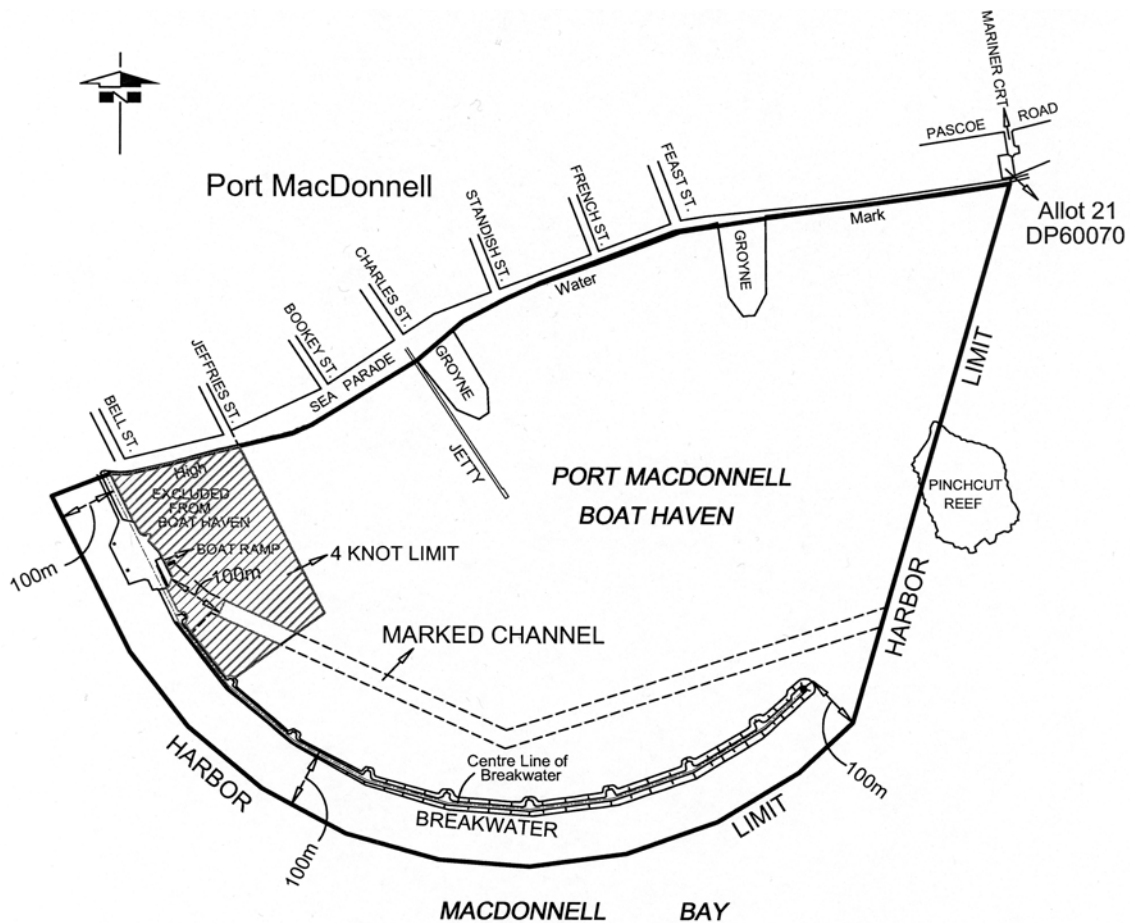 MARINER CRT
PASCOE ROAD
Port MacDonnell
Allot 21
DP60070
FEAST ST.
FRENCH ST.
STANDISH ST.
CHARLES ST.
BOOKEY ST.
JEFFRIES ST.
BELL ST.
Mark
GROYNE
Water
SEA PARADE
GROYNE
JETTY
LIMIT
High
EXCLUDED
FROM
BOAT HAVEN
PORT MACDONNELL
BOAT HAVEN
PINCHCUT
REEF
BOAT RAMP
4 KNOT LIMIT
100m
100m
HARBOR
MARKED CHANNEL
HARBOR
Centre Line of
Breakwater
100m
BREAKWATER
LIMIT
100m
MACDONNELL BAY
N